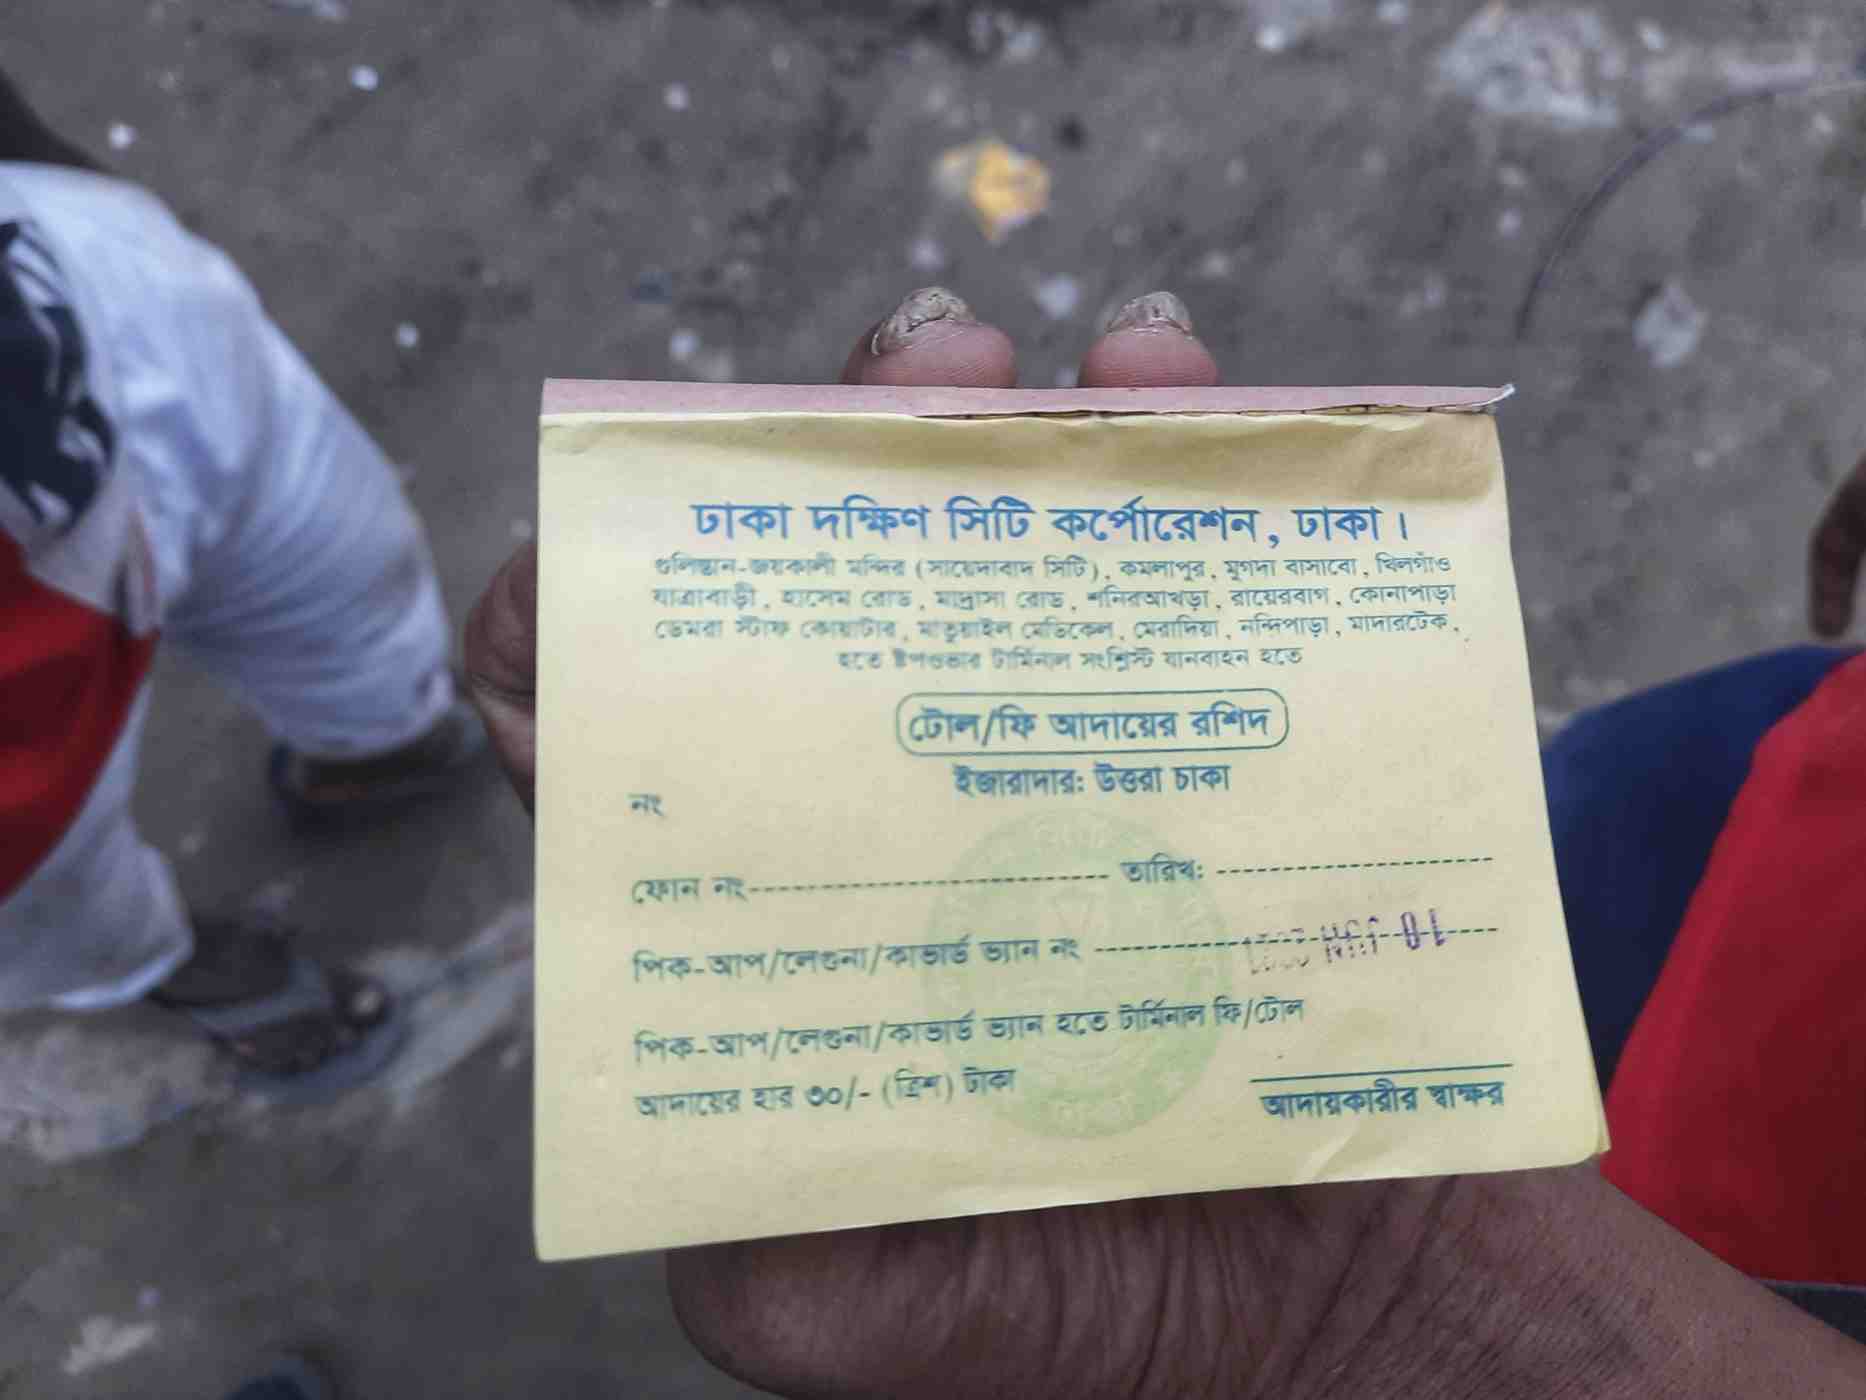 ঢাকা দক্ষিণ সিটি কর্পোরেশন, ঢাকা।
গুলিস্তান-জয়কালী মন্দির (সায়েদাবাদ সিটি), কমলাপুর, মুগদা বাসাবো, খিলগাঁও
যাত্রাবাড়ী, হাসেম রোড, মাদ্রাসা রোড, শনিরআখড়া, রায়েরবাগ, কোনাপাড়া
ডেমরা স্টাফ কোয়াটার, মাতুয়াইল মেডিকেল, মেরাদিয়া, নন্দিপাড়া, মাদারটেক,
হতে টার্মিনাল সংশ্লিস্ট যানবাহন হতে
টোল/ফি আদায়ের রশিদ
ইজারাদার: উত্তরা চাকা
নং
ফোন নং------------------------ তারিখ: ------------------
পিক-আপ/লেগুনা/কাভার্ড ভ্যান নং --------------------------
পিক-আপ/লেগুনা/কাভার্ড ভ্যান হতে টার্মিনাল ফি/টোল
আদায়ের হার ৩০/- (ত্রিশ) টাকা
আদায়কারীর স্বাক্ষর